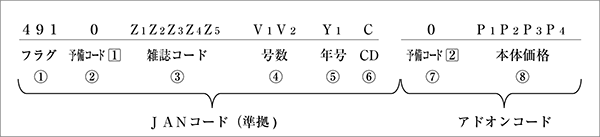 491 0 Z1Z2Z3Z4Z5 V1V2 Y1 C 0 P1P2P3P4
フラグ 予備コード1 雑誌コード 号数 年号 CD 予備コード2 本体価格
① ② ③ ④ ⑤ ⑥ ⑦ ⑧
JANコード(準拠) アドオンコード